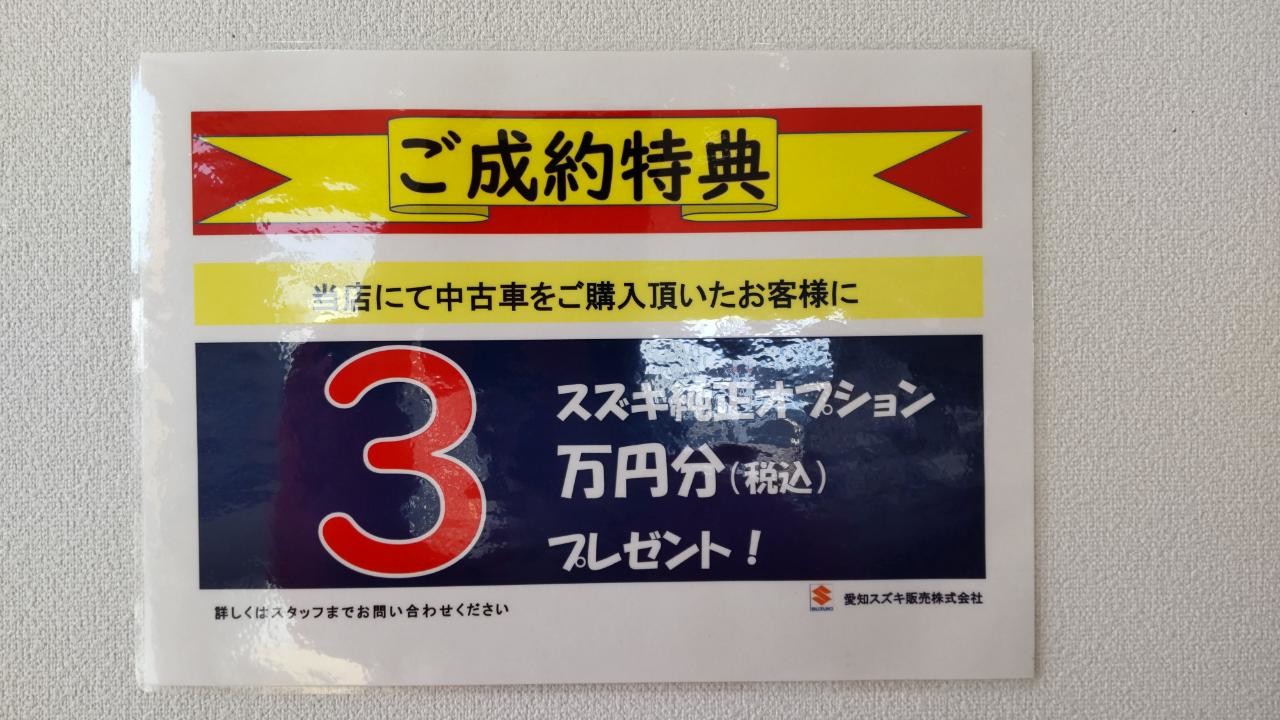 ご成約特典
当店にて中古車をご購入頂いたお客様に
3
スズキ純正オプション
万円分(税込)
プレゼント!
詳しくはスタッフまでお問い合わせください
SUZUKI
愛知スズキ販売株式会社